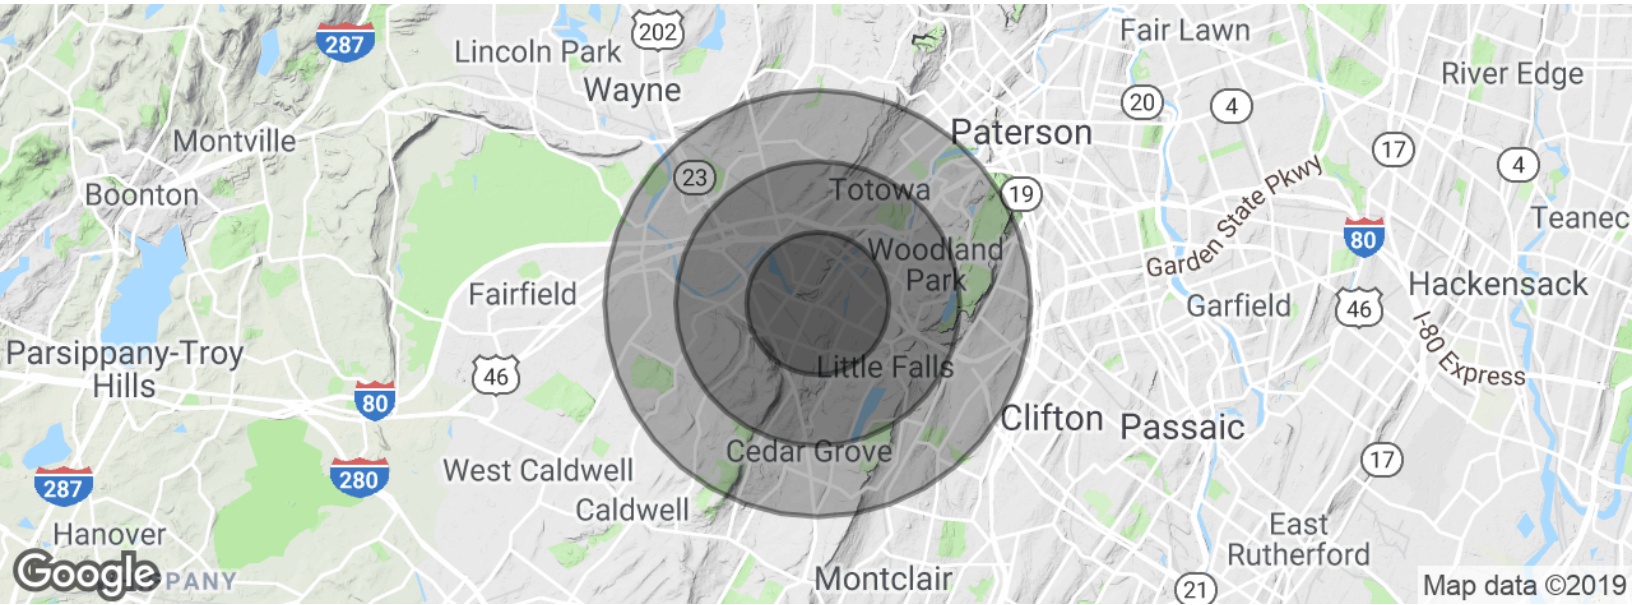 287
Lincoln Park
202
Fair Lawn
River Edge
Wayne
20
4
Montville
Paterson
17
4
Boonton
23
Totowa
19
Garden State Pkwy
Teanec
80
Woodland
Park
Fairfield
Garfield
46
Hackensack
I-80 Express
Parsippany-Troy
Hills
46
Little Falls
80
Clifton
Passaic
Cedar Grove
17
287
280
West Caldwell
Caldwell
Hanover
East
Rutherford
Google
PANY
Montclair
21
Map data ©2019